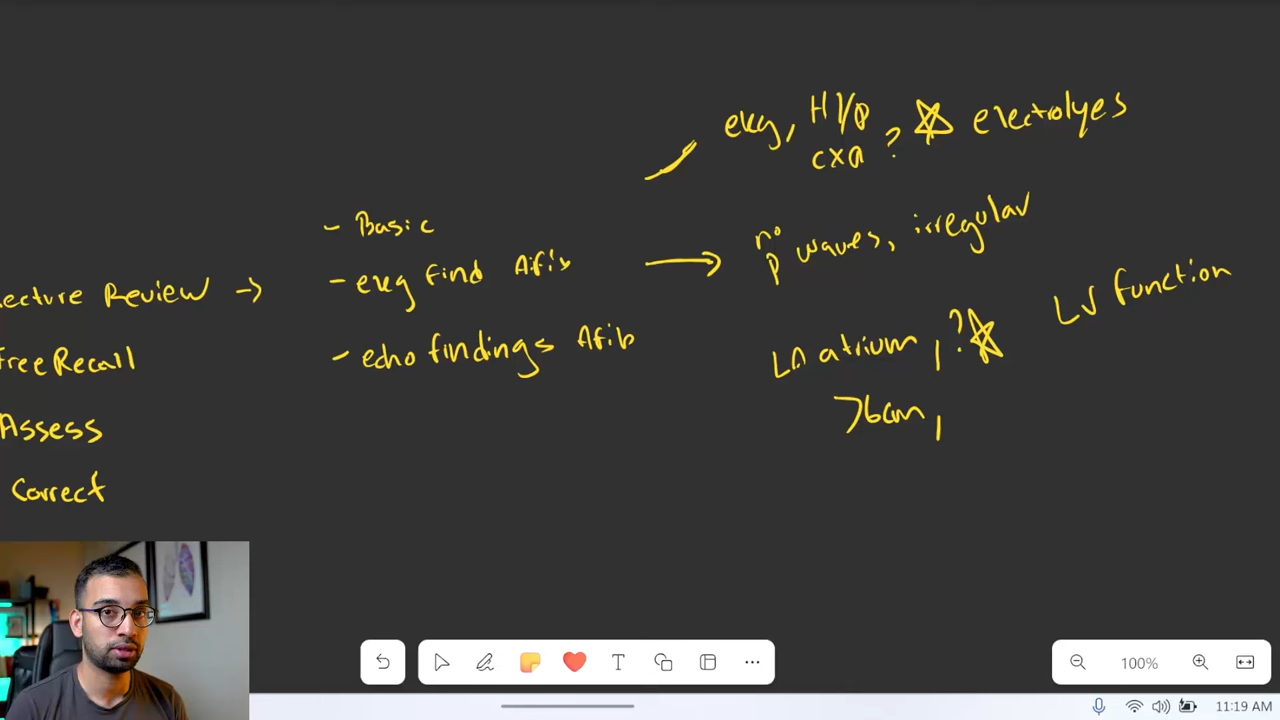 ekg, H/P ? electrolyes
CXR
- Basic
- ekg find Afib
no
p waves, irregular
ecture Review →
- echo findings Afib
LA atrium, ?
LV function
>6cm,
Free Recall
Assess
Correct
100%
11:19 AM